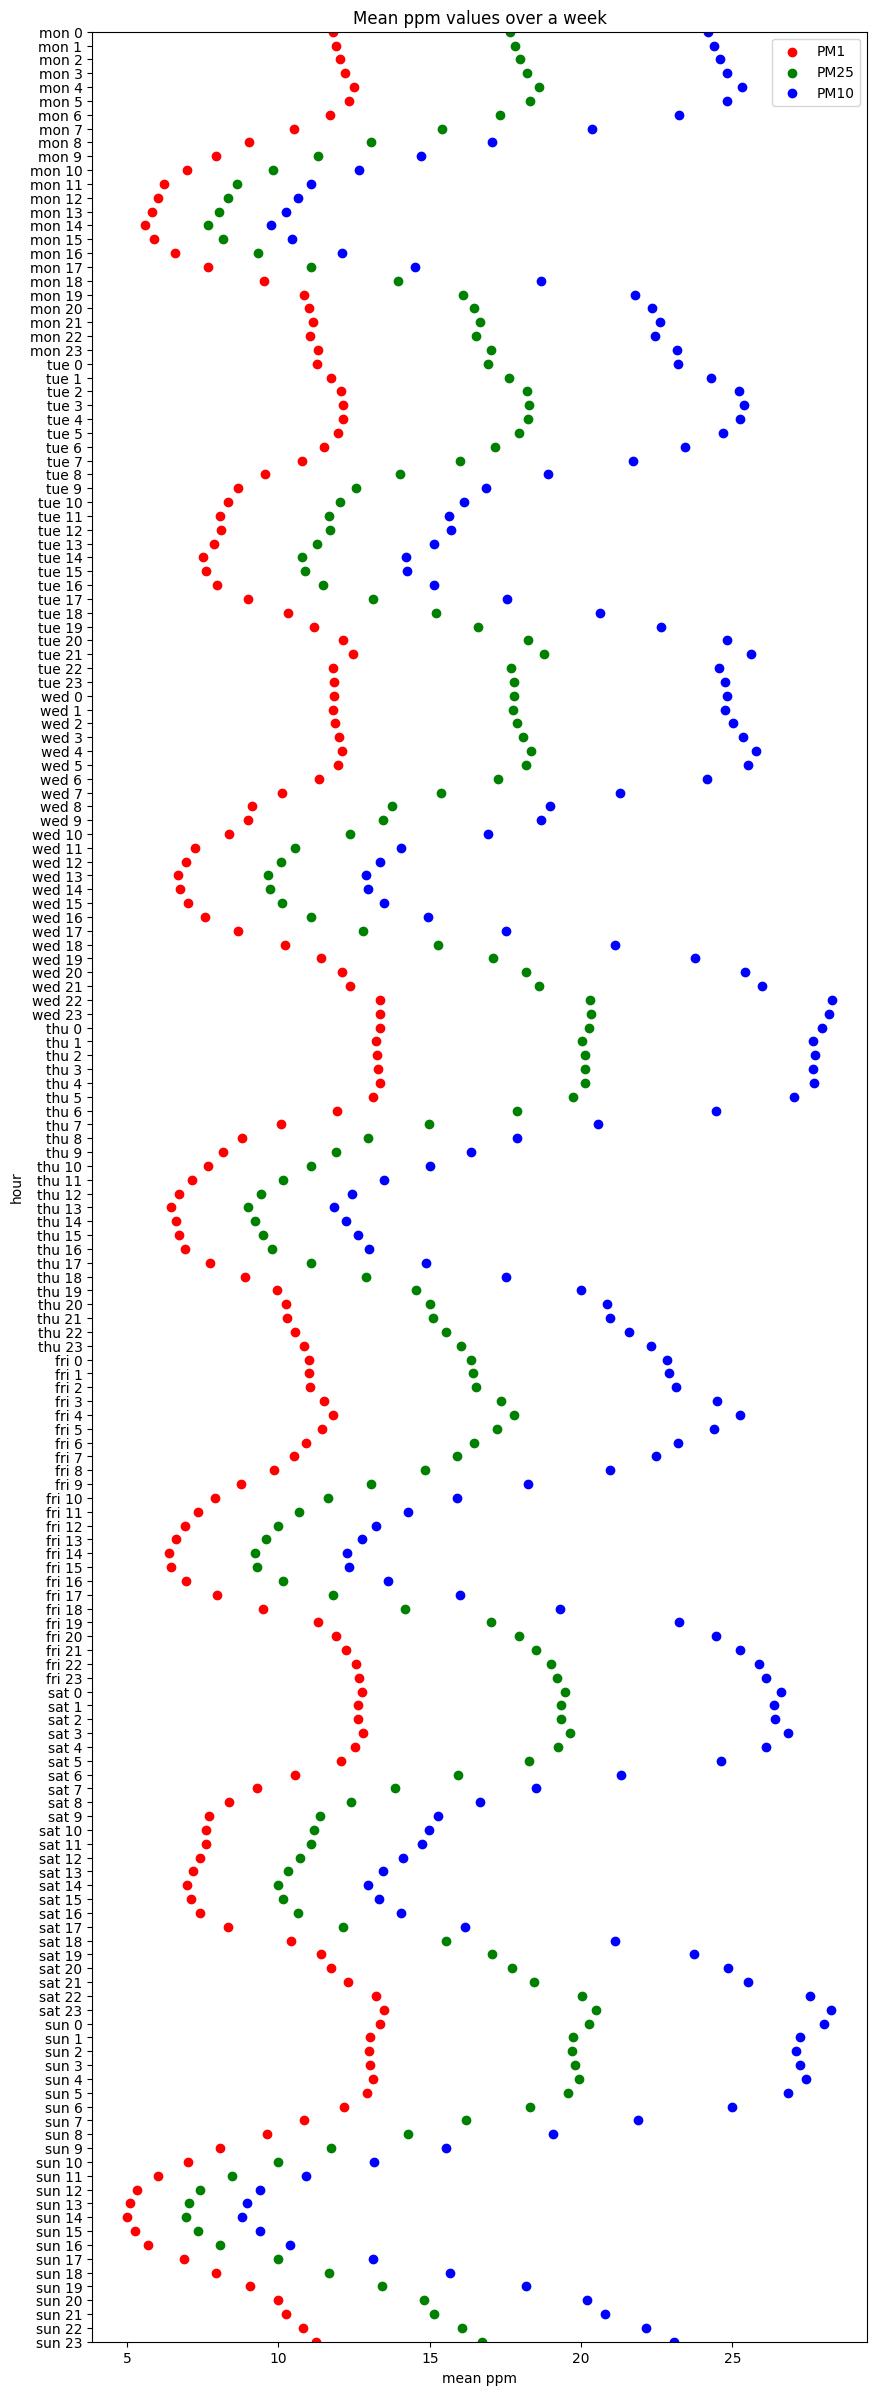 Mean ppm values over a week
PM1
PM25
PM10
mon 0
mon 1
mon 2
mon 3
mon 4
mon 5
mon 6
mon 7
mon 8
mon 9
mon 10
mon 11
mon 12
mon 13
mon 14
mon 15
mon 16
mon 17
mon 18
mon 19
mon 20
mon 21
mon 22
mon 23
tue 0
tue 1
tue 2
tue 3
tue 4
tue 5
tue 6
tue 7
tue 8
tue 9
tue 10
tue 11
tue 12
tue 13
tue 14
tue 15
tue 16
tue 17
tue 18
tue 19
tue 20
tue 21
tue 22
tue 23
wed 0
wed 1
wed 2
wed 3
wed 4
wed 5
wed 6
wed 7
wed 8
wed 9
wed 10
wed 11
wed 12
wed 13
wed 14
wed 15
wed 16
wed 17
wed 18
wed 19
wed 20
wed 21
wed 22
wed 23
thu 0
thu 1
thu 2
thu 3
thu 4
thu 5
thu 6
thu 7
thu 8
thu 9
thu 10
thu 11
thu 12
thu 13
thu 14
thu 15
thu 16
thu 17
thu 18
thu 19
thu 20
thu 21
thu 22
thu 23
fri 0
fri 1
fri 2
fri 3
fri 4
fri 5
fri 6
fri 7
fri 8
fri 9
fri 10
fri 11
fri 12
fri 13
fri 14
fri 15
fri 16
fri 17
fri 18
fri 19
fri 20
fri 21
fri 22
fri 23
sat 0
sat 1
sat 2
sat 3
sat 4
sat 5
sat 6
sat 7
sat 8
sat 9
sat 10
sat 11
sat 12
sat 13
sat 14
sat 15
sat 16
sat 17
sat 18
sat 19
sat 20
sat 21
sat 22
sat 23
sun 0
sun 1
sun 2
sun 3
sun 4
sun 5
sun 6
sun 7
sun 8
sun 9
sun 10
sun 11
sun 12
sun 13
sun 14
sun 15
sun 16
sun 17
sun 18
sun 19
sun 20
sun 21
sun 22
sun 23
hour
5 10 15 20 25
mean ppm